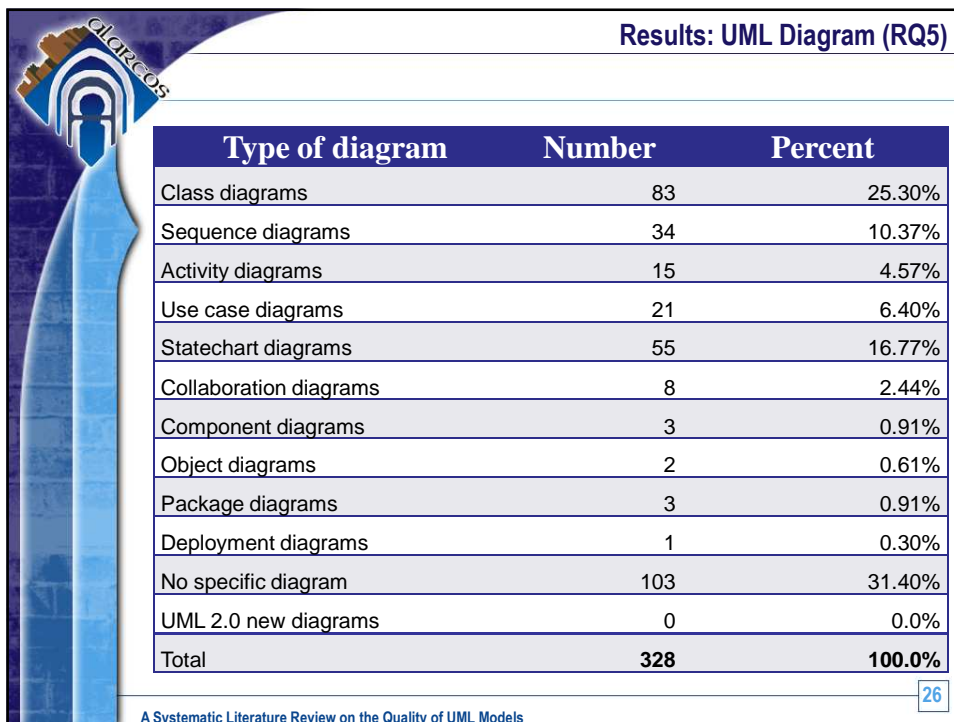 alarcos
Results: UML Diagram (RQ5)
Type of diagram Number Percent
Class diagrams 83 25.30%
Sequence diagrams 34 10.37%
Activity diagrams 15 4.57%
Use case diagrams 21 6.40%
Statechart diagrams 55 16.77%
Collaboration diagrams 8 2.44%
Component diagrams 3 0.91%
Object diagrams 2 0.61%
Package diagrams 3 0.91%
Deployment diagrams 1 0.30%
No specific diagram 103 31.40%
UML 2.0 new diagrams 0 0.0%
Total 328 100.0%
26
A Systematic Literature Review on the Quality of UML Models